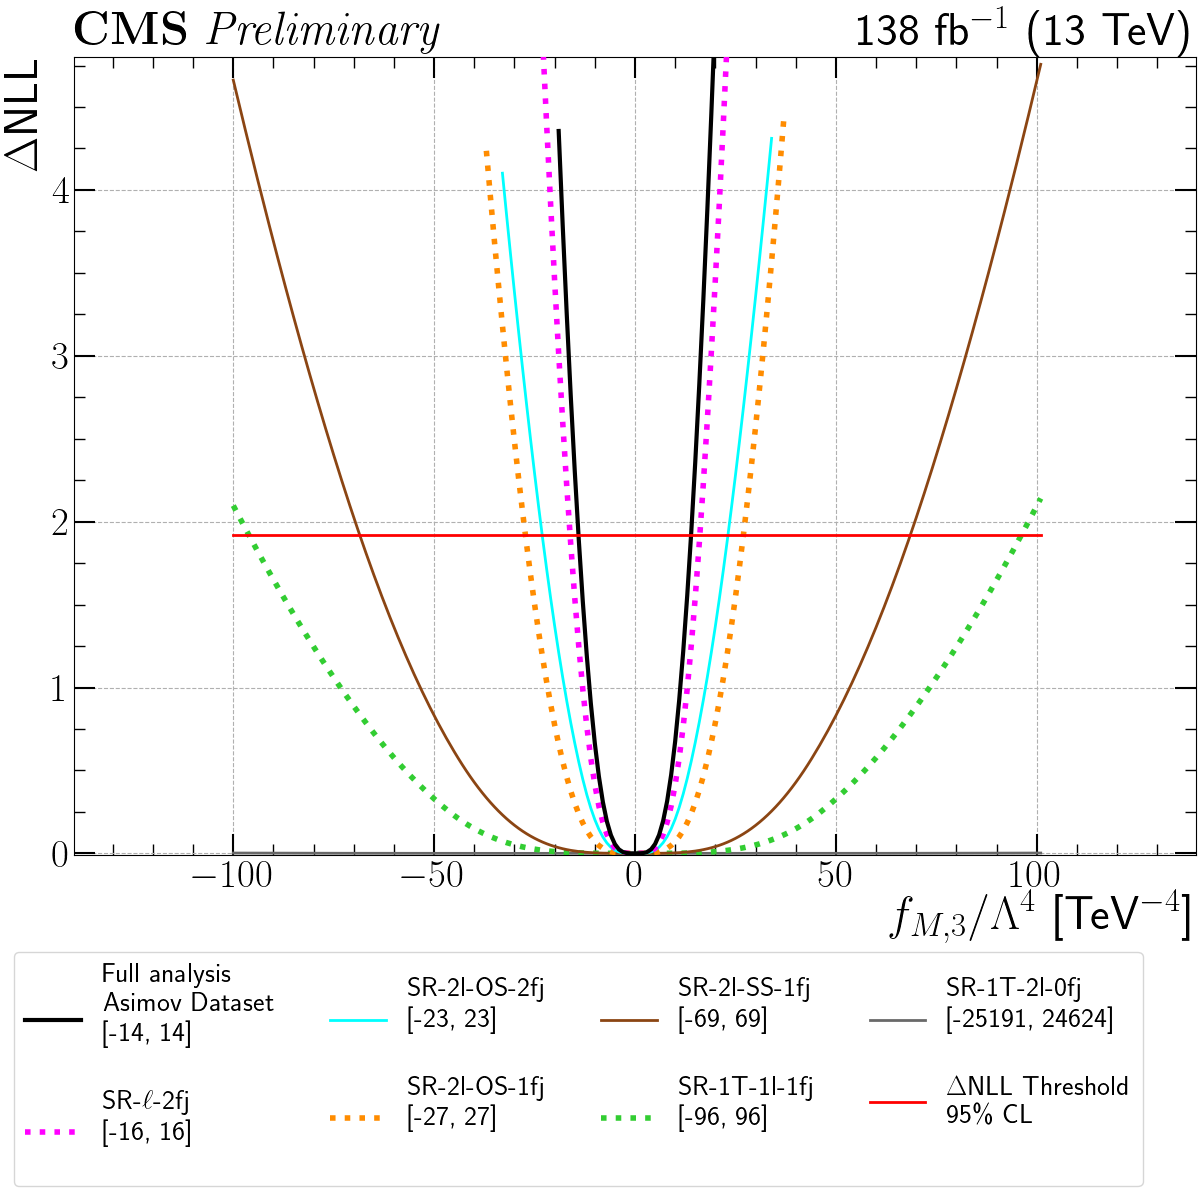 CMS Preliminary
138 fb⁻¹ (13 TeV)
ΔNLL
4
3
2
1
0
−100 −50 0 50 100
f_{M,3}/Λ⁴ [TeV⁻⁴]
Full analysis
Asimov Dataset
[-14, 14]
SR-ℓ-2fj
[-16, 16]
SR-2l-OS-2fj
[-23, 23]
SR-2l-OS-1fj
[-27, 27]
SR-2l-SS-1fj
[-69, 69]
SR-1T-1l-1fj
[-96, 96]
SR-1T-2l-0fj
[-25191, 24624]
ΔNLL Threshold
95% CL